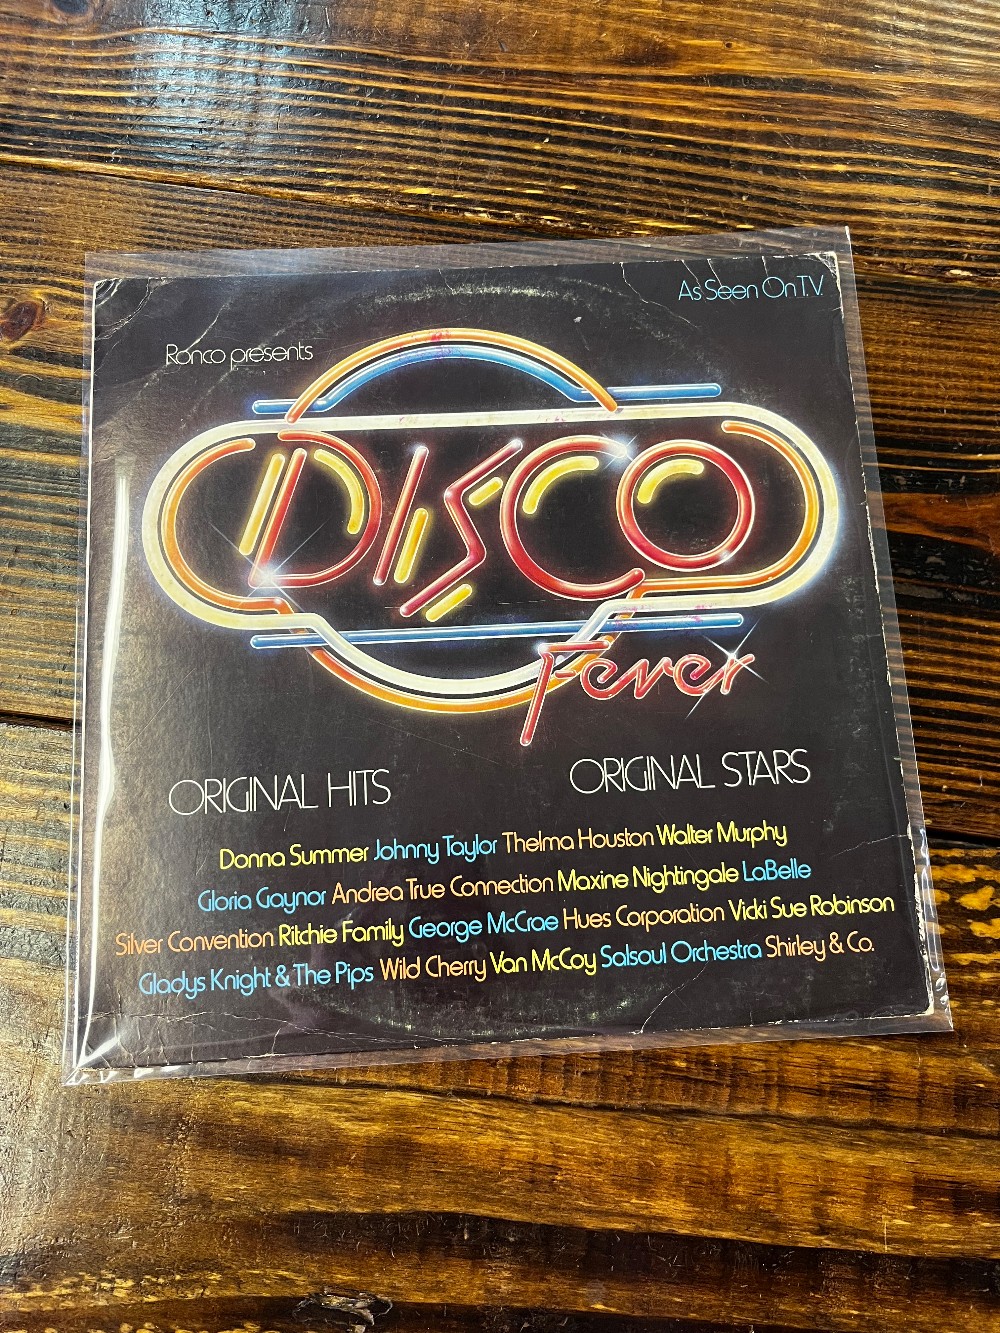 As Seen On T.V.
Ronco presents
DISCO
Fever
ORIGINAL HITS
ORIGINAL STARS
Donna Summer Johnny Taylor Thelma Houston Walter Murphy
Gloria Gaynor Andrea True Connection Maxine Nightingale LaBelle
Silver Convention Ritchie Family George McCrae Hues Corporation Vicki Sue Robinson
Gladys Knight & The Pips Wild Cherry Van McCoy Salsoul Orchestra Shirley & Co.